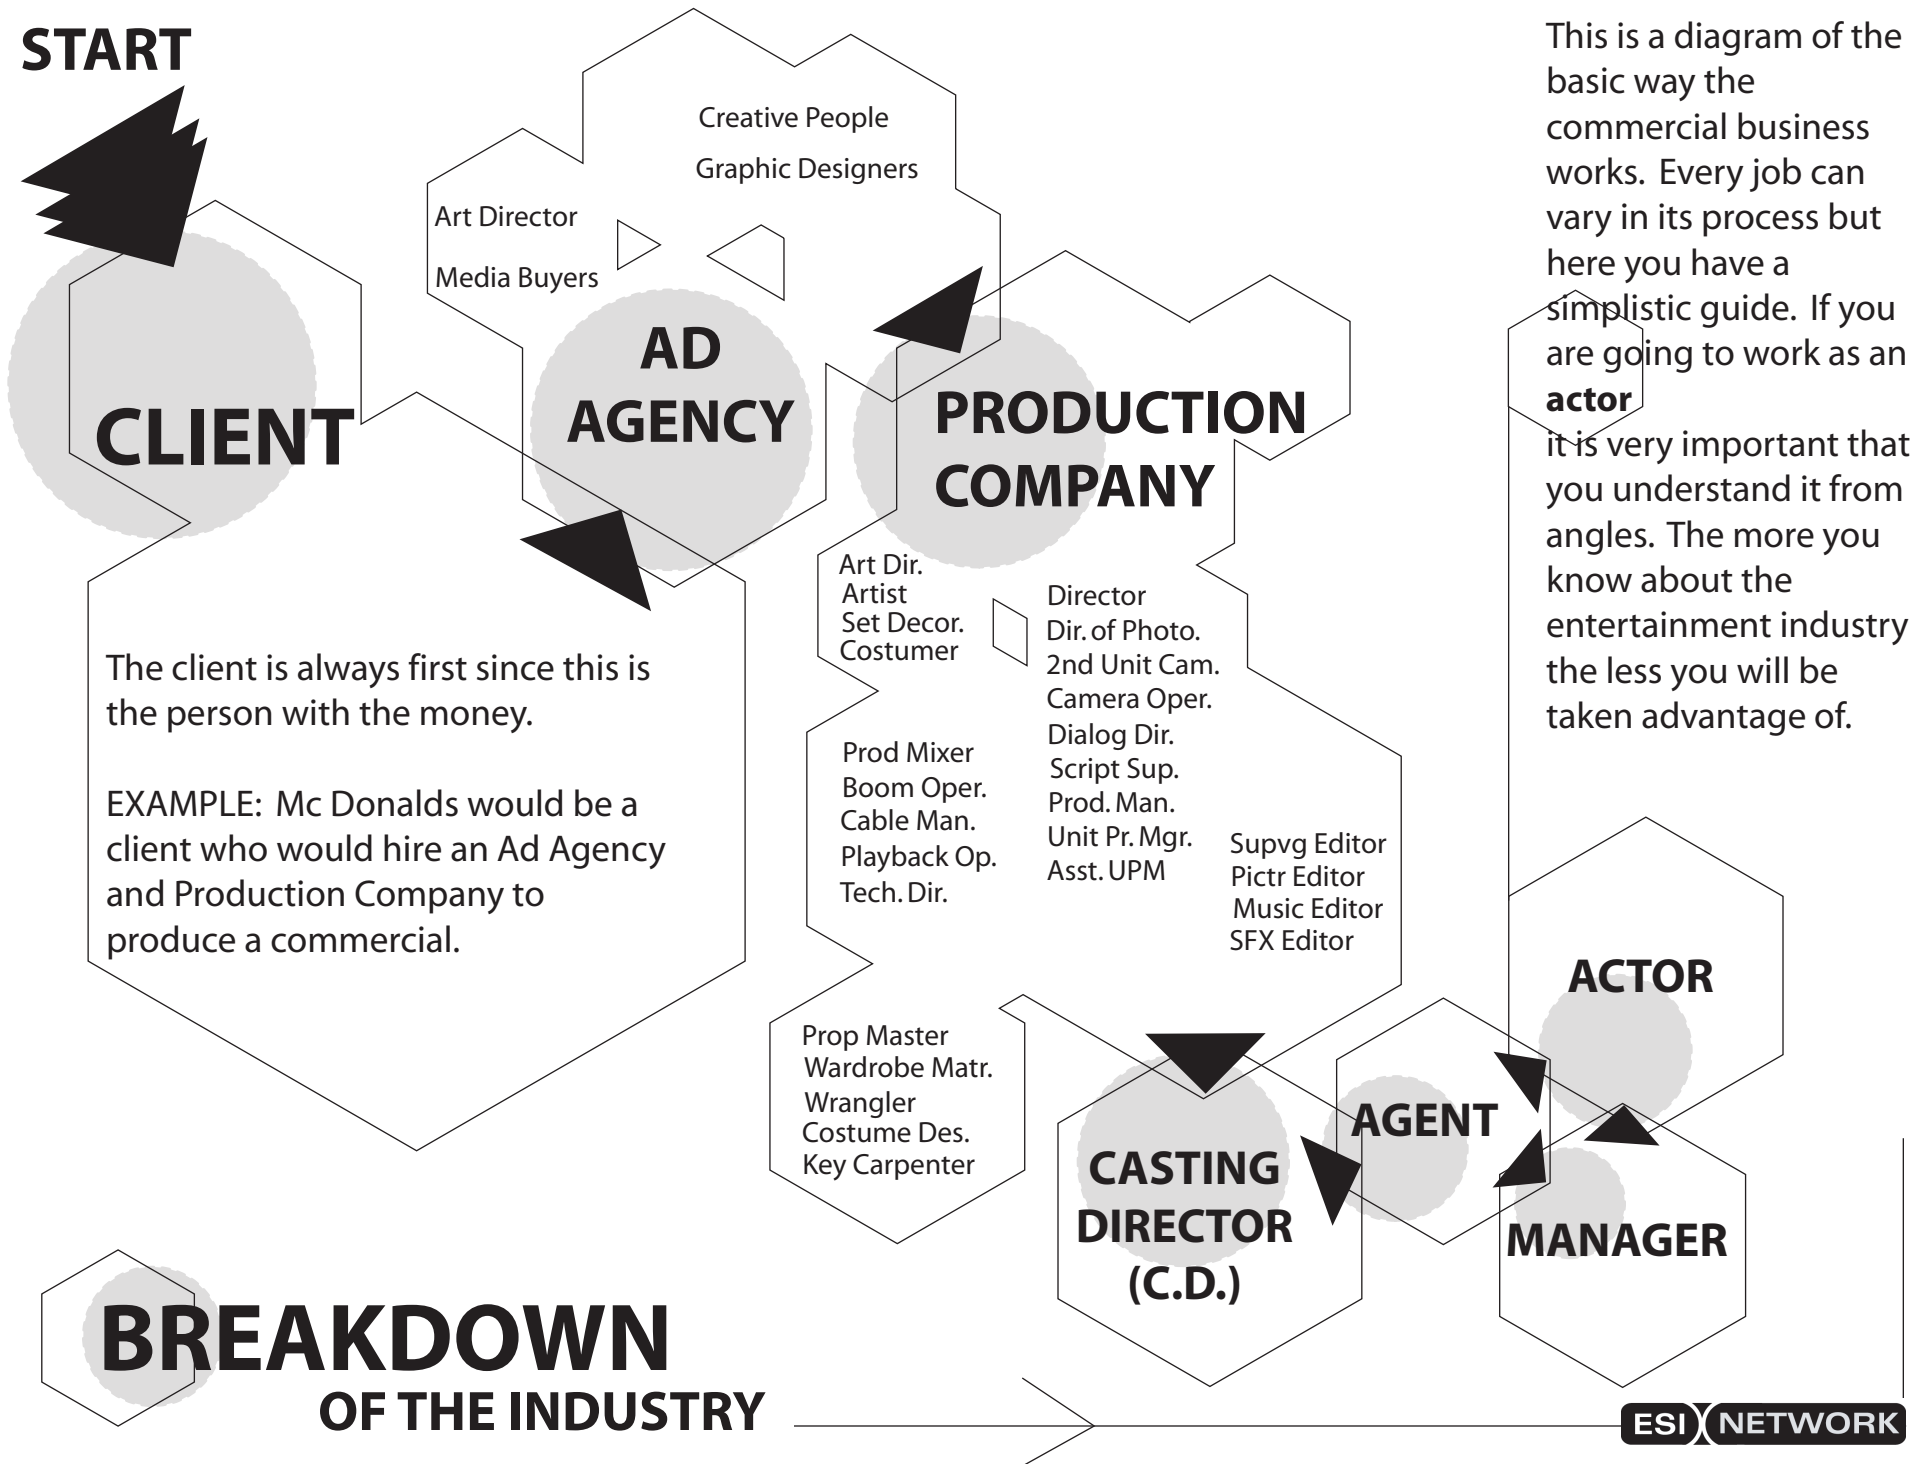 START
CLIENT
The client is always first since this is
the person with the money.
EXAMPLE:  Mc Donalds would be a
client who would hire an Ad Agency
and Production Company to
produce a commercial.
Creative People
Graphic Designers
Art Director
Media Buyers
AD
AGENCY
PRODUCTION
COMPANY
Art Dir.
Artist
Set Decor.
Costumer
Director
Dir. of Photo.
2nd Unit Cam.
Camera Oper.
Dialog Dir.
Script Sup.
Prod. Man.
Unit Pr. Mgr.
Asst. UPM
Prod Mixer
Boom Oper.
Cable Man.
Playback Op.
Tech. Dir.
Supvg Editor
Pictr Editor
Music Editor
SFX Editor
Prop Master
Wardrobe Matr.
Wrangler
Costume Des.
Key Carpenter
CASTING
DIRECTOR
(C.D.)
AGENT
ACTOR
MANAGER
This is a diagram of the
basic way the
commercial business
works.  Every job can
vary in its process but
here you have a
simplistic guide.  If you
are going to work as an
actor
it is very important that
you understand it from
angles.  The more you
know about the
entertainment industry
the less you will be
taken advantage of.
BREAKDOWN
OF THE INDUSTRY
ESI NETWORK